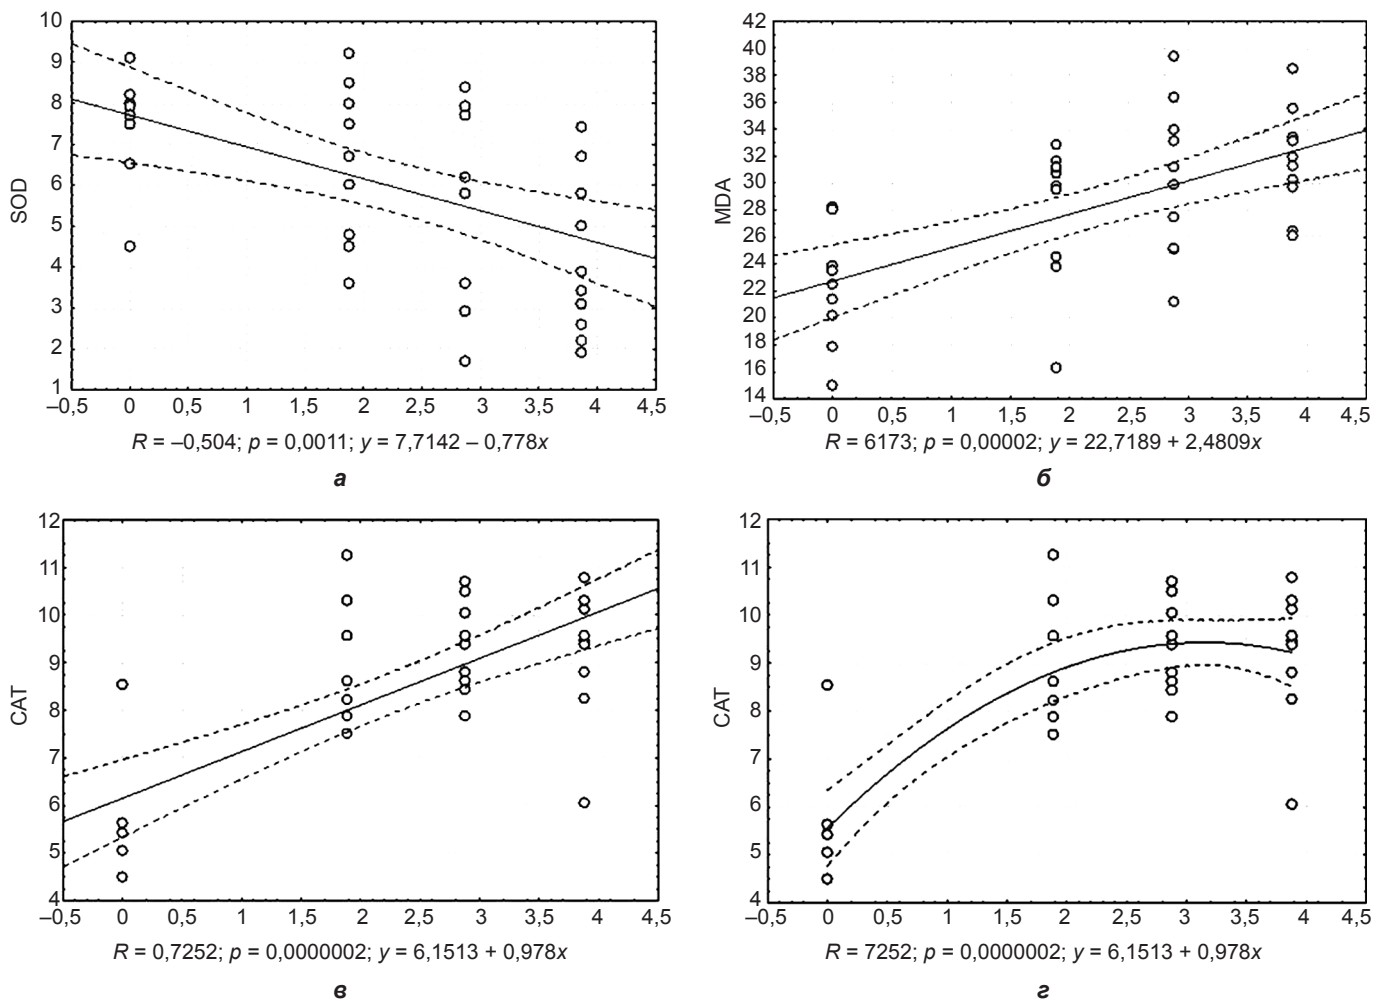 10
9
8
7
6
5
4
3
2
1
SOD
–0,5 0 0,5 1 1,5 2 2,5 3 3,5 4 4,5
R = –0,504; p = 0,0011; y = 7,7142 – 0,778x
а
42
40
38
36
34
32
30
28
26
24
22
20
18
16
14
MDA
–0,5 0 0,5 1 1,5 2 2,5 3 3,5 4 4,5
R = 6173; p = 0,00002; y = 22,7189 + 2,4809x
б
12
11
10
9
8
7
6
5
4
CAT
–0,5 0 0,5 1 1,5 2 2,5 3 3,5 4 4,5
R = 0,7252; p = 0,0000002; y = 6,1513 + 0,978x
в
12
11
10
9
8
7
6
5
4
CAT
–0,5 0 0,5 1 1,5 2 2,5 3 3,5 4 4,5
R = 7252; p = 0,0000002; y = 6,1513 + 0,978x
г